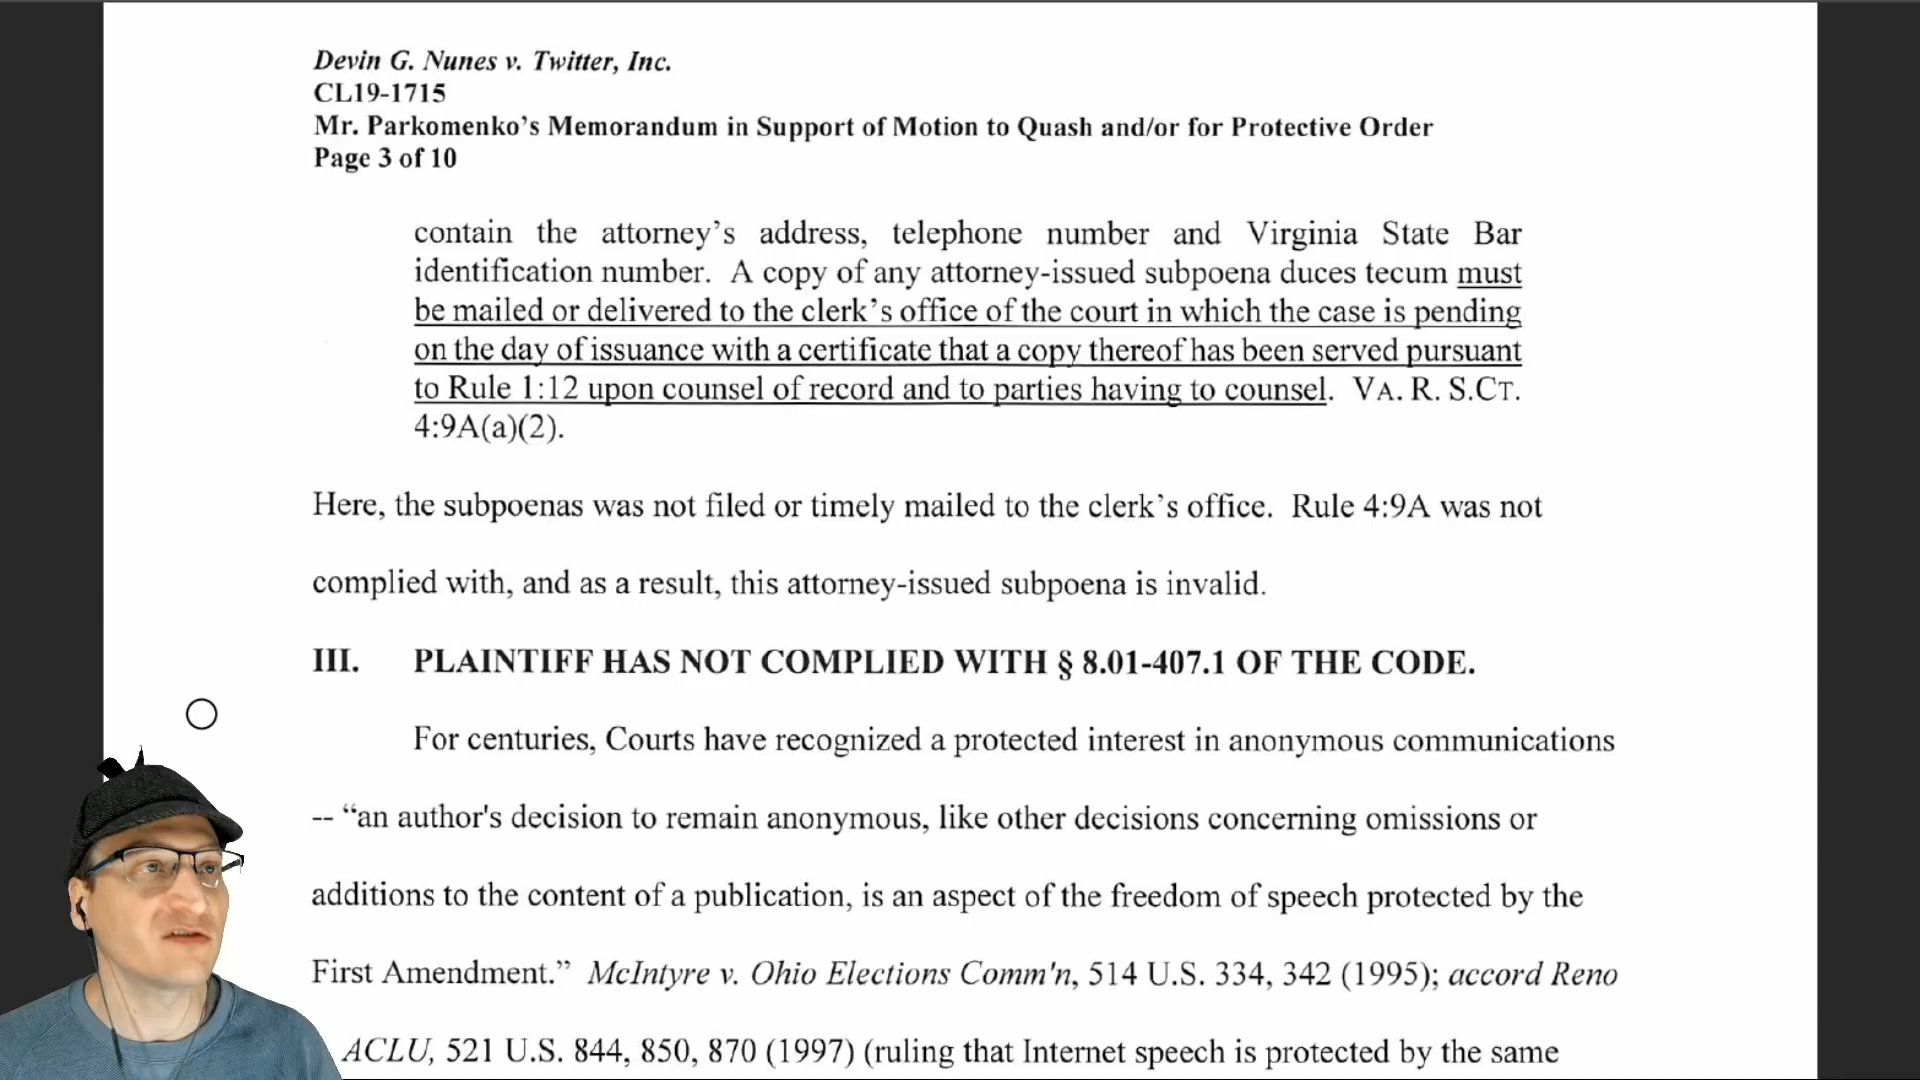 Devin G. Nunes v. Twitter, Inc.
CL19-1715
Mr. Parkomenko’s Memorandum in Support of Motion to Quash and/or for Protective Order
Page 3 of 10
contain the attorney’s address, telephone number and Virginia State Bar
identification number. A copy of any attorney-issued subpoena duces tecum must
be mailed or delivered to the clerk’s office of the court in which the case is pending
on the day of issuance with a certificate that a copy thereof has been served pursuant
to Rule 1:12 upon counsel of record and to parties having to counsel. VA. R. S.CT.
4:9A(a)(2).
Here, the subpoenas was not filed or timely mailed to the clerk’s office. Rule 4:9A was not
complied with, and as a result, this attorney-issued subpoena is invalid.
III. PLAINTIFF HAS NOT COMPLIED WITH § 8.01-407.1 OF THE CODE.
For centuries, Courts have recognized a protected interest in anonymous communications
-- “an author's decision to remain anonymous, like other decisions concerning omissions or
additions to the content of a publication, is an aspect of the freedom of speech protected by the
First Amendment.” McIntyre v. Ohio Elections Comm'n, 514 U.S. 334, 342 (1995); accord Reno
ACLU, 521 U.S. 844, 850, 870 (1997) (ruling that Internet speech is protected by the same